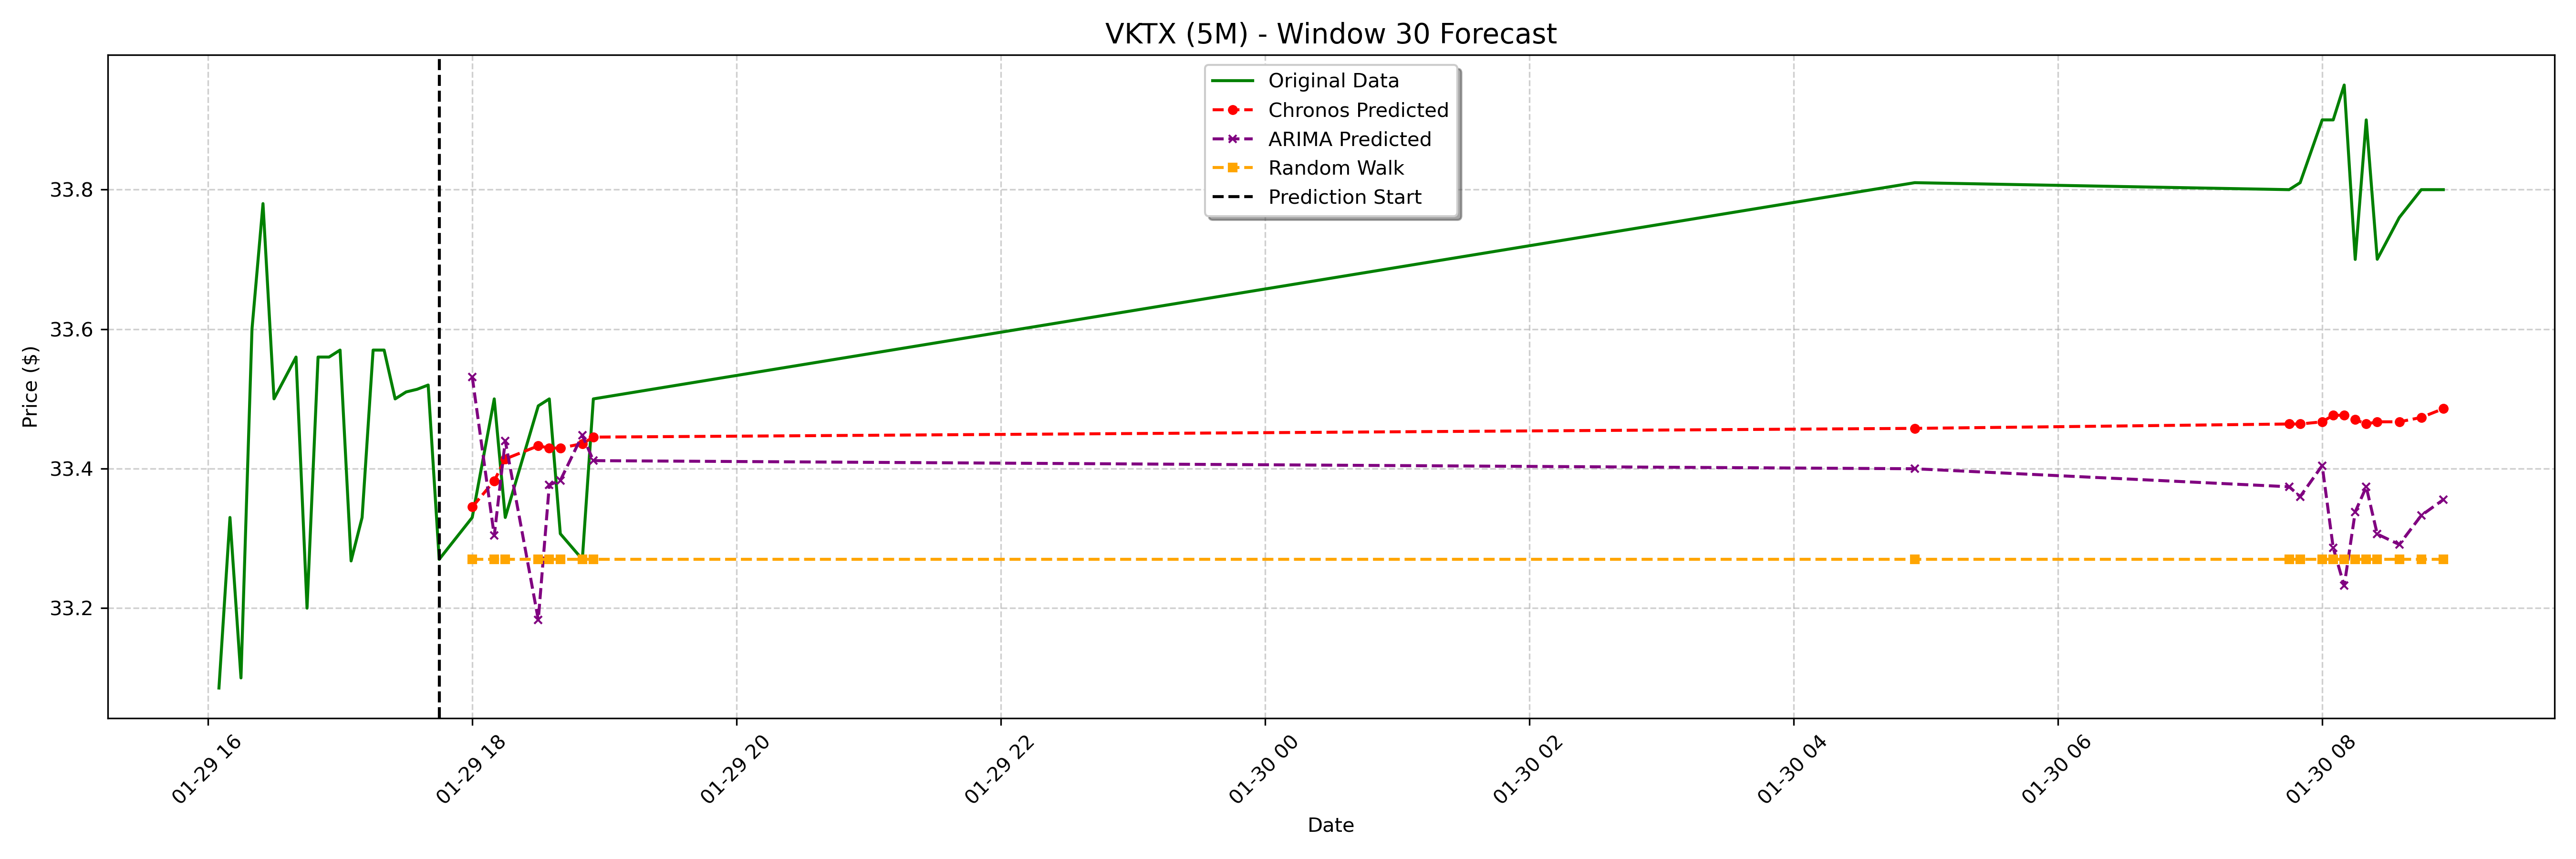 VKTX (5M) - Window 30 Forecast
Original Data
Chronos Predicted
ARIMA Predicted
Random Walk
Prediction Start
Price ($)
33.8
33.6
33.4
33.2
01-29 16
01-29 18
01-29 20
01-29 22
01-30 00
01-30 02
01-30 04
01-30 06
01-30 08
Date